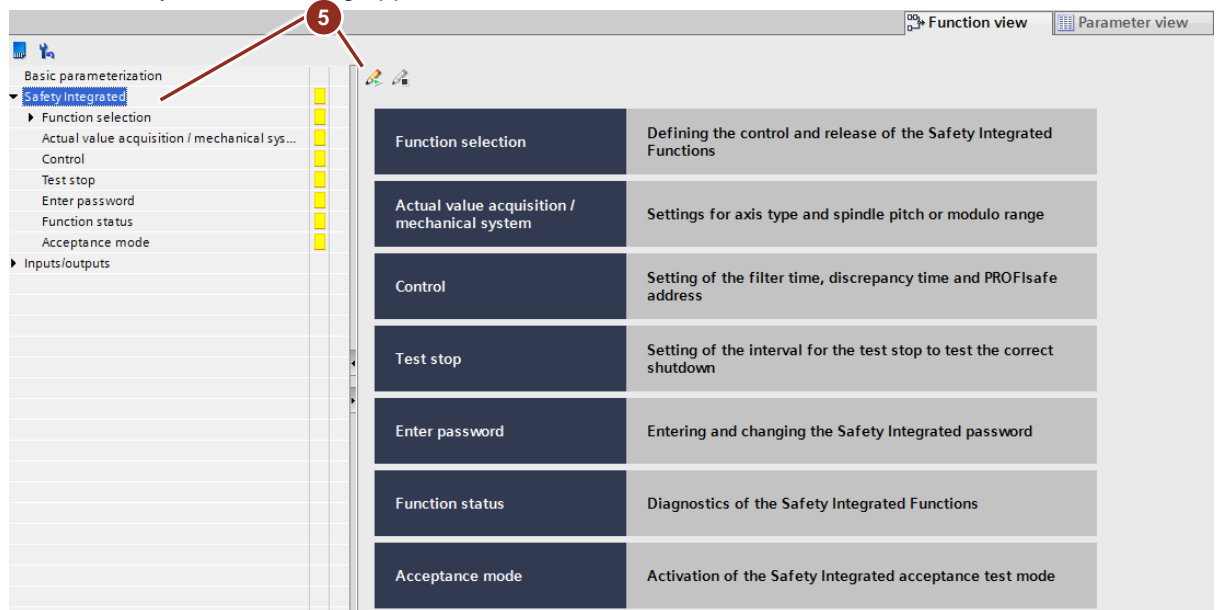 5
Function view
Parameter view
Basic parameterization
Safety Integrated
Function selection
Actual value acquisition / mechanical sys...
Control
Test stop
Enter password
Function status
Acceptance mode
Inputs/outputs
Function selection
Defining the control and release of the Safety Integrated
Functions
Actual value acquisition /
mechanical system
Settings for axis type and spindle pitch or modulo range
Control
Setting of the filter time, discrepancy time and PROFIsafe
address
Test stop
Setting of the interval for the test stop to test the correct
shutdown
Enter password
Entering and changing the Safety Integrated password
Function status
Diagnostics of the Safety Integrated Functions
Acceptance mode
Activation of the Safety Integrated acceptance test mode